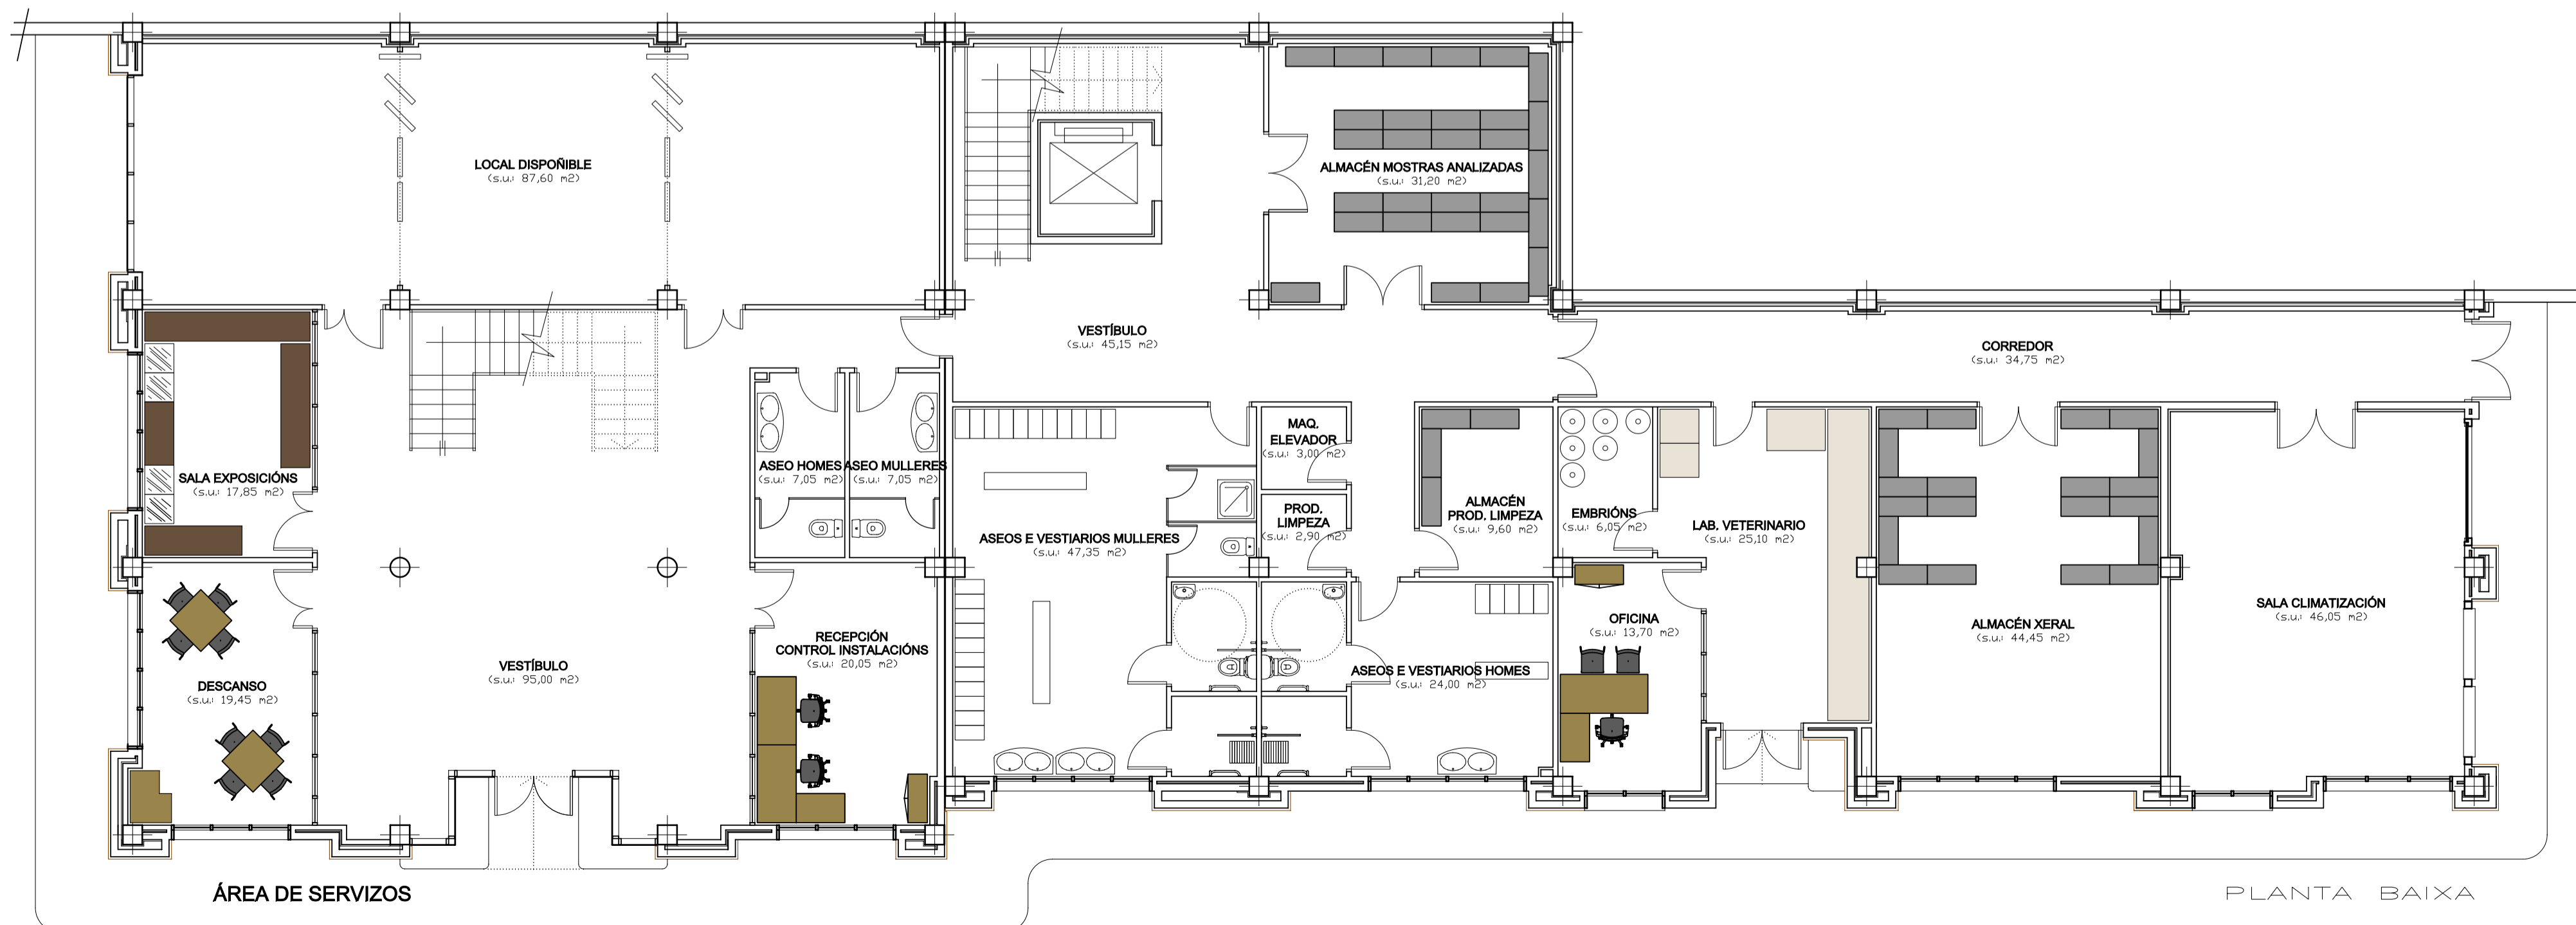 LOCAL DISPOÑIBLE
(s.u.: 87,60 m2)
ALMACÉN MOSTRAS ANALIZADAS
(s.u.: 31,20 m2)
VESTÍBULO
(s.u.: 45,15 m2)
CORREDOR
(s.u.: 34,75 m2)
SALA EXPOSICIÓNS
(s.u.: 17,85 m2)
ASEO HOMES
(s.u.: 7,05 m2)
ASEO MULLERES
(s.u.: 7,05 m2)
MAQ.
ELEVADOR
(s.u.: 3,00 m2)
PROD.
LIMPEZA
(s.u.: 2,90 m2)
ALMACÉN
PROD. LIMPEZA
(s.u.: 9,60 m2)
EMBRIÓNS
(s.u.: 6,05 m2)
LAB. VETERINARIO
(s.u.: 25,10 m2)
ASEOS E VESTIARIOS MULLERES
(s.u.: 47,35 m2)
SALA CLIMATIZACIÓN
(s.u.: 46,05 m2)
OFICINA
(s.u.: 13,70 m2)
ALMACÉN XERAL
(s.u.: 44,45 m2)
RECEPCIÓN
CONTROL INSTALACIÓNS
(s.u.: 20,05 m2)
VESTÍBULO
(s.u.: 95,00 m2)
ASEOS E VESTIARIOS HOMES
(s.u.: 24,00 m2)
DESCANSO
(s.u.: 19,45 m2)
ÁREA DE SERVIZOS
PLANTA BAIXA